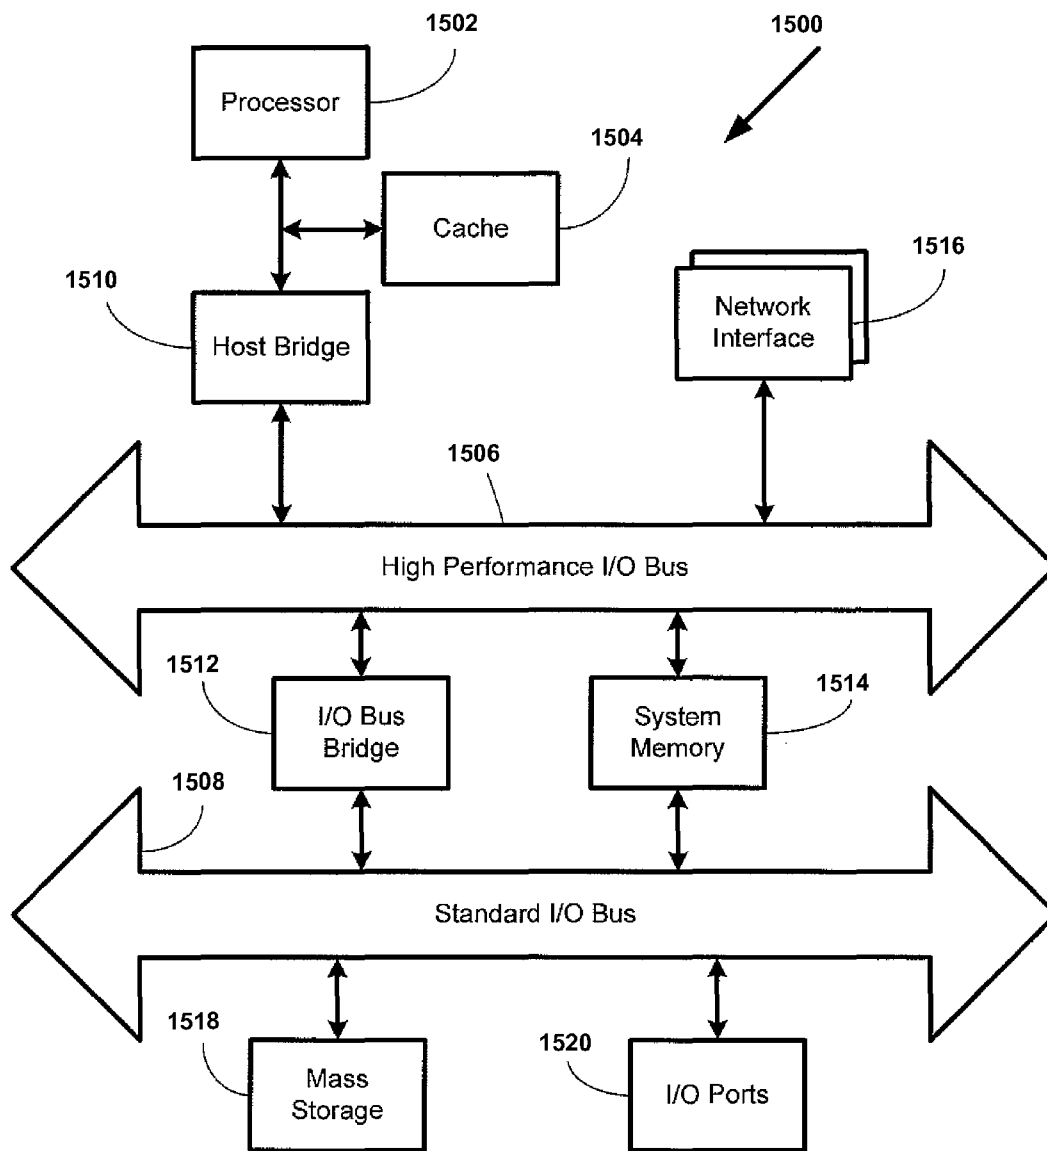 1502
1500
Processor
1504
Cache
1510
1516
Network
Interface
Host Bridge
1506
High Performance I/O Bus
1512
1514
I/O Bus
Bridge
System
Memory
1508
Standard I/O Bus
1518
1520
Mass
Storage
I/O Ports